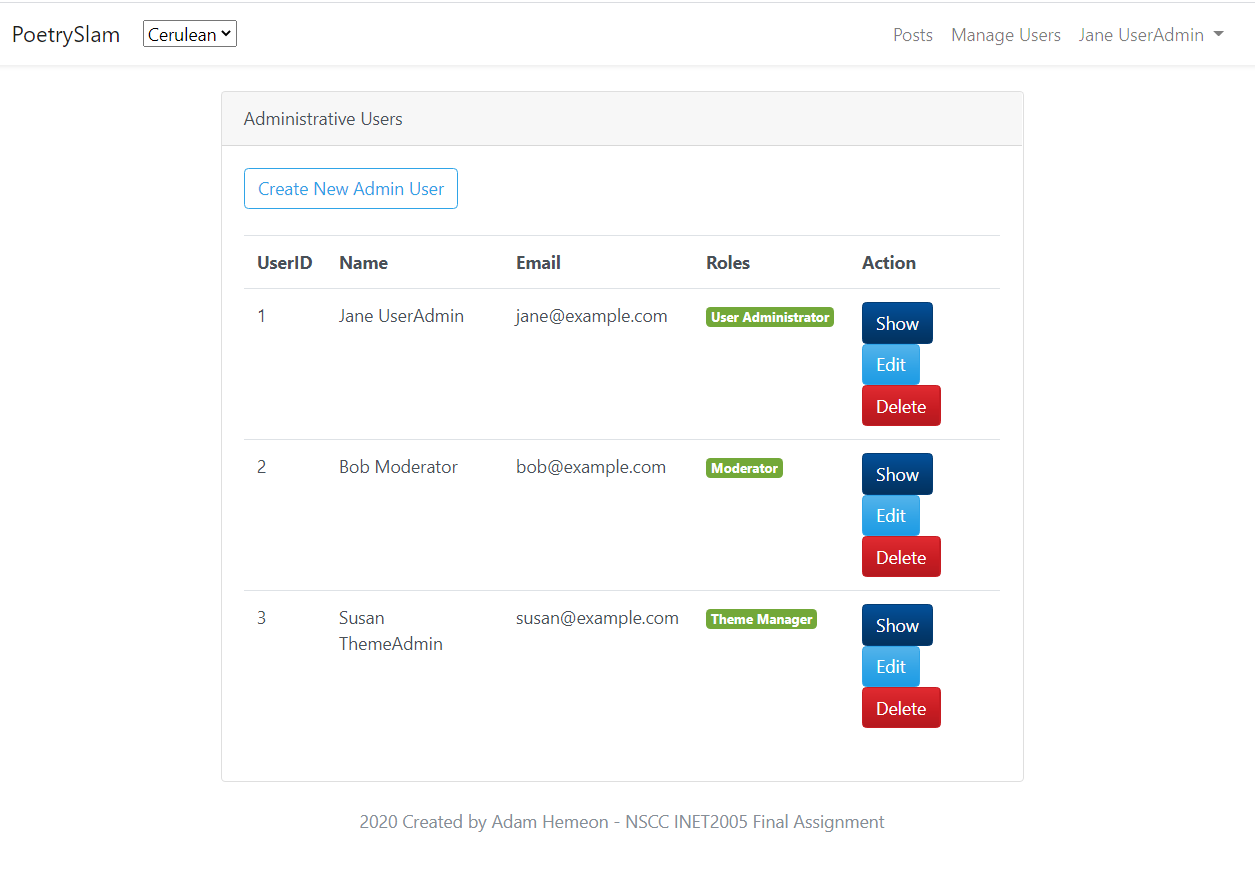 PoetrySlam Cerulean Posts Manage Users Jane UserAdmin
Administrative Users
Create New Admin User
UserID Name Email Roles Action
1 Jane UserAdmin jane@example.com User Administrator Show
Edit
Delete
2 Bob Moderator bob@example.com Moderator Show
Edit
Delete
3 Susan susan@example.com Theme Manager Show
ThemeAdmin
Edit
Delete
2020 Created by Adam Hemeon - NSCC INET2005 Final Assignment